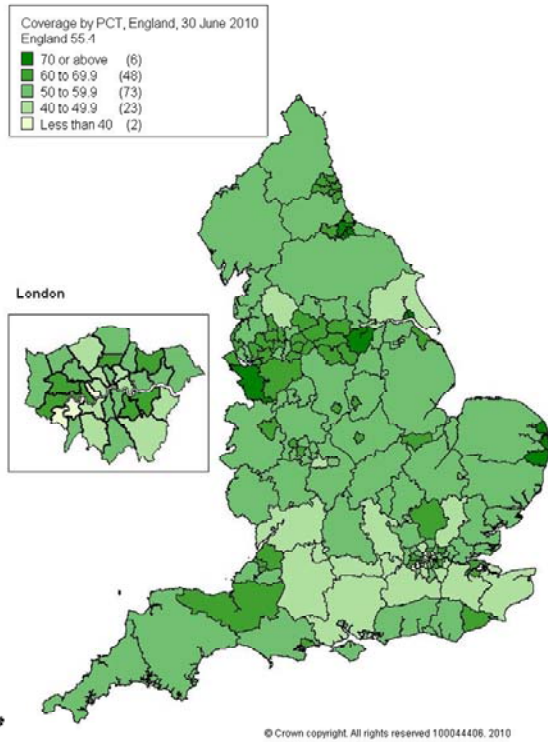 Coverage by PCT, England, 30 June 2010
England 55.4
70 or above (6)
60 to 69.9 (48)
50 to 59.9 (73)
40 to 49.9 (23)
Less than 40 (2)
London
© Crown copyright. All rights reserved 100044406. 2010